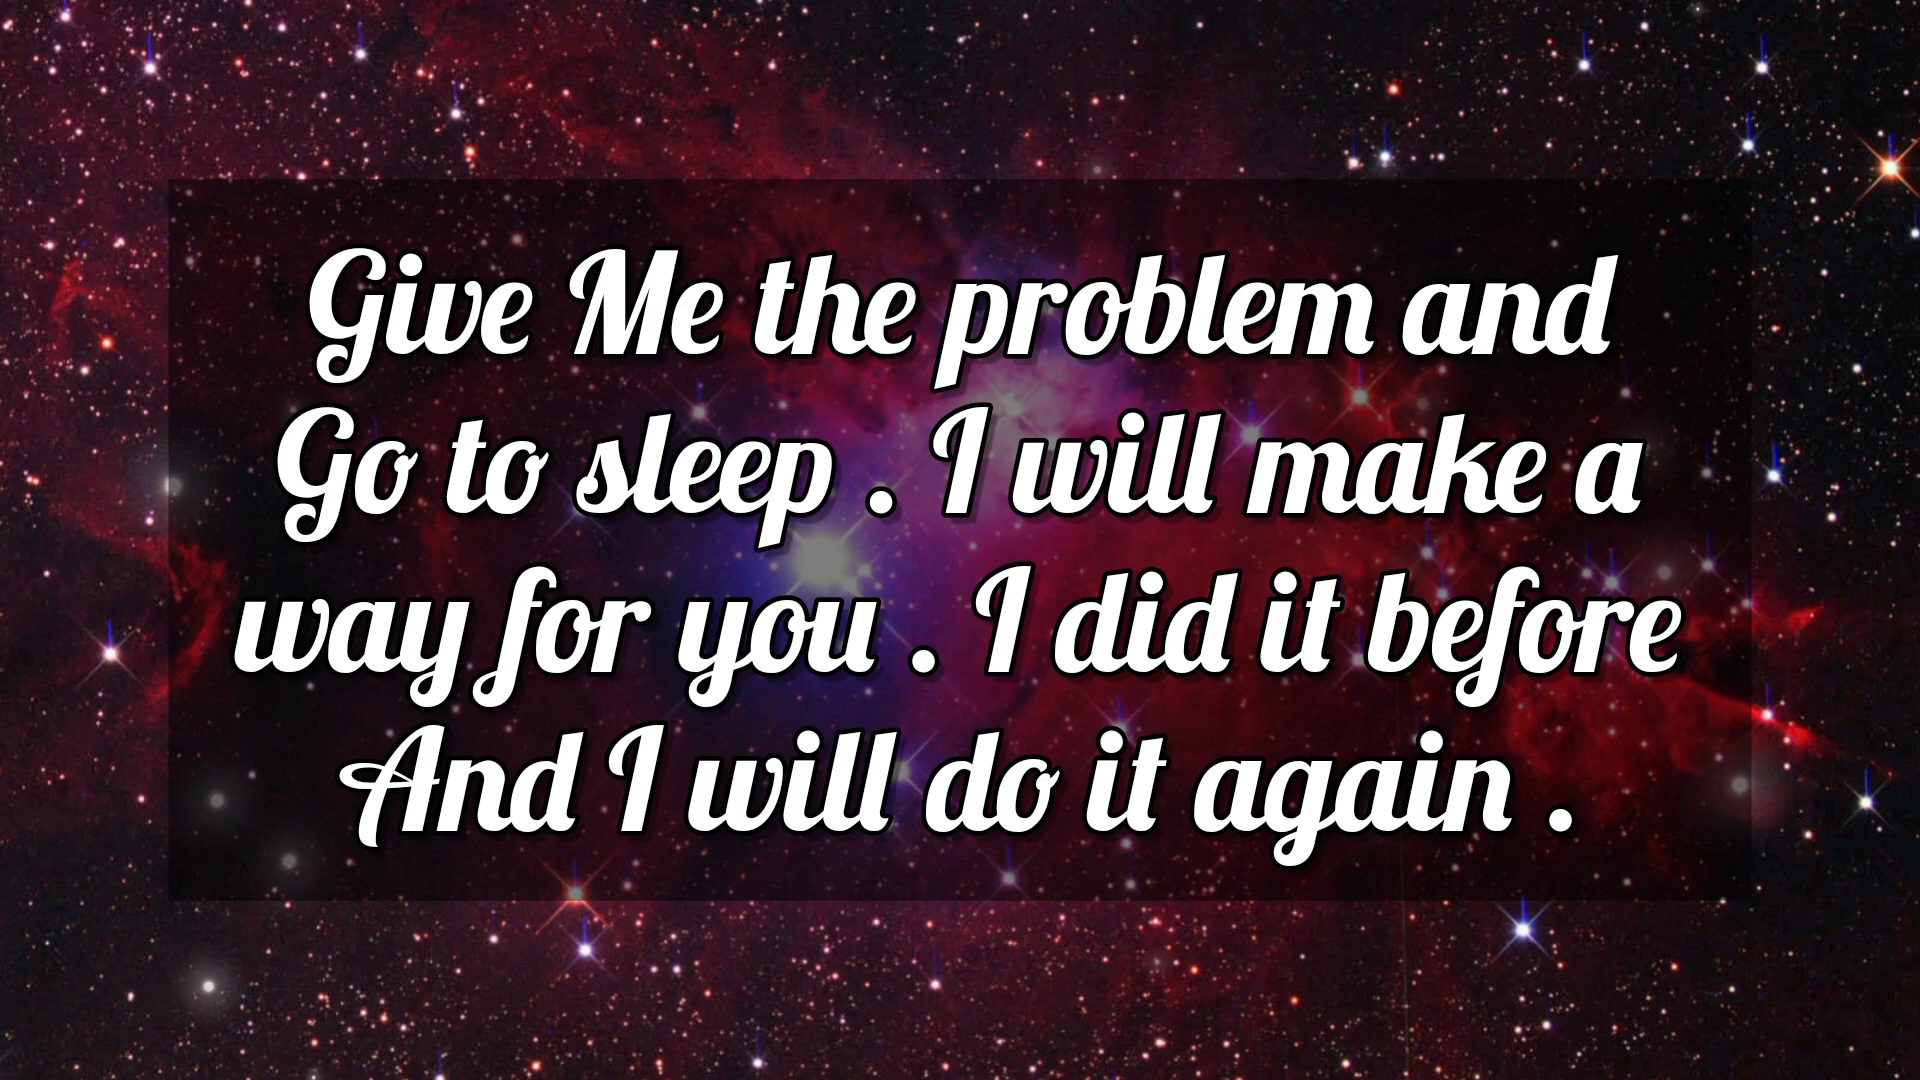 Give Me the problem and
Go to sleep . I will make a
way for you . I did it before
And I will do it again .